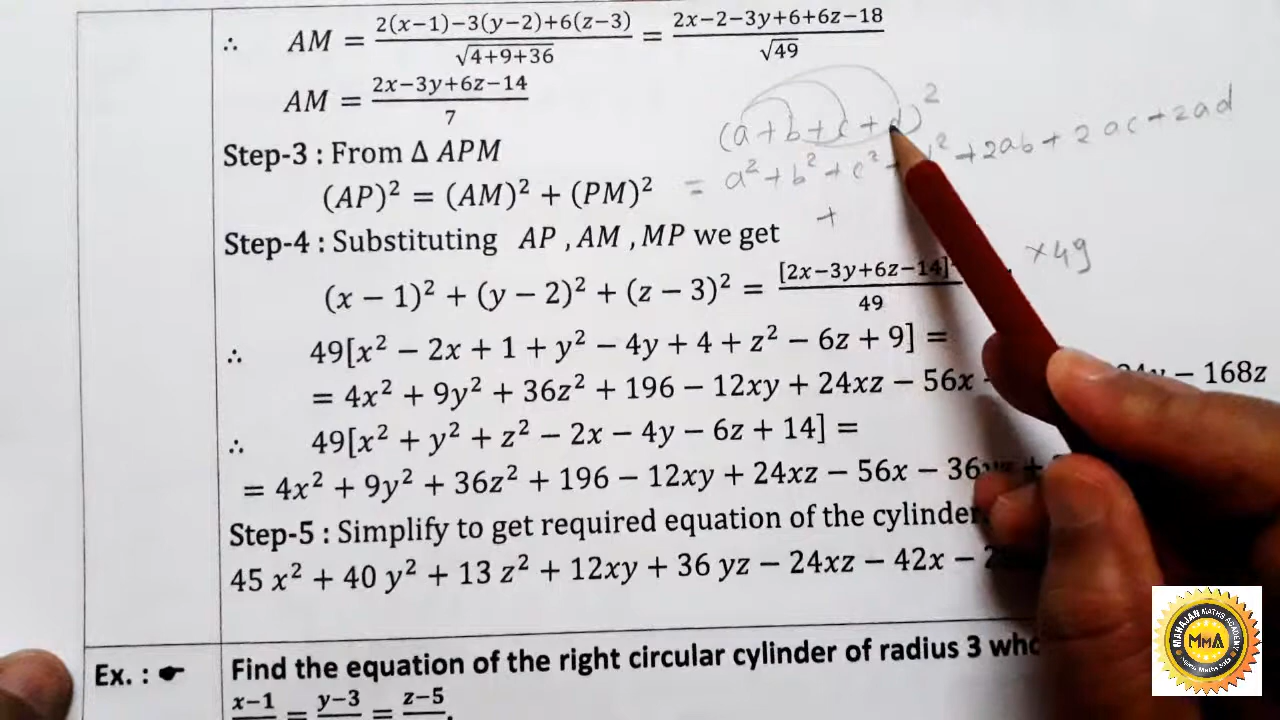 ∴ AM = (2(x−1)−3(y−2)+6(z−3))/√(4+9+36) = (2x−2−3y+6+6z−18)/√49
AM = (2x−3y+6z−14)/7
(a + b + c + d)²
Step-3 : From Δ APM
= a² + b² + c² + d² + 2ab + 2ac + 2ad
(AP)² = (AM)² + (PM)²
+
Step-4 : Substituting AP , AM , MP we get
(x − 1)² + (y − 2)² + (z − 3)² = [2x−3y+6z−14]/49
×49
∴ 49[x² − 2x + 1 + y² − 4y + 4 + z² − 6z + 9] =
= 4x² + 9y² + 36z² + 196 − 12xy + 24xz − 56x − − 168z
∴ 49[x² + y² + z² − 2x − 4y − 6z + 14] =
= 4x² + 9y² + 36z² + 196 − 12xy + 24xz − 56x − 36 +
Step-5 : Simplify to get required equation of the cylinder
45 x² + 40 y² + 13 z² + 12xy + 36 yz − 24xz − 42x −
Ex. : Find the equation of the right circular cylinder of radius 3
x−1 = y−3 = z−5
MAHAJAN MATHS ACADEMY
MMA